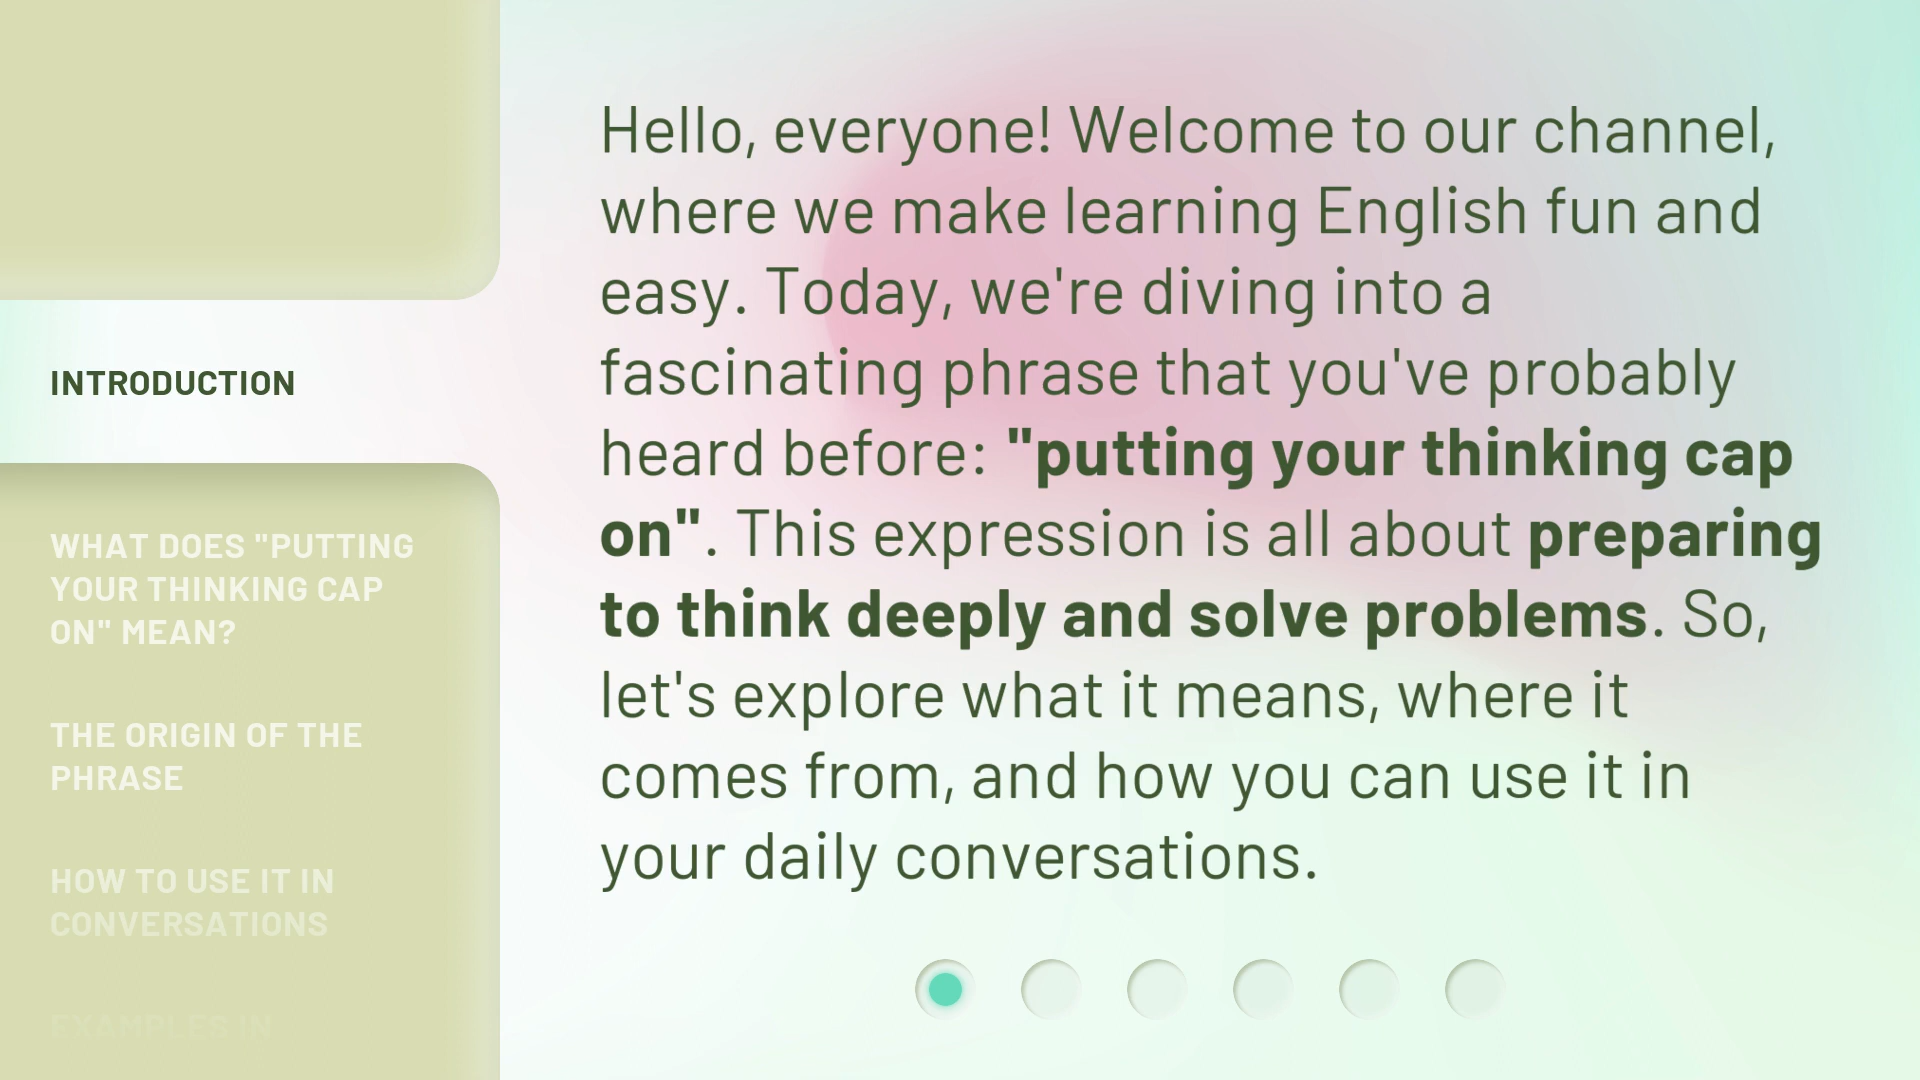 INTRODUCTION
WHAT DOES "PUTTING
YOUR THINKING CAP
ON" MEAN?
THE ORIGIN OF THE
PHRASE
HOW TO USE IT IN
CONVERSATIONS
EXAMPLES IN
Hello, everyone! Welcome to our channel,
where we make learning English fun and
easy. Today, we're diving into a
fascinating phrase that you've probably
heard before: "putting your thinking cap
on". This expression is all about preparing
to think deeply and solve problems. So,
let's explore what it means, where it
comes from, and how you can use it in
your daily conversations.